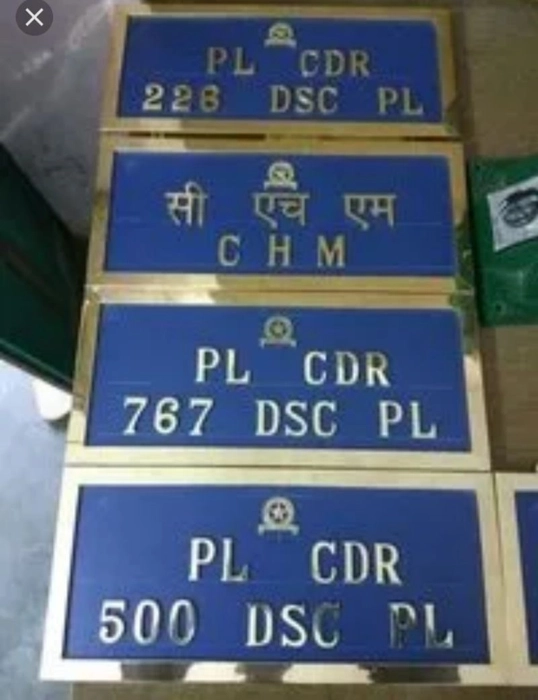 PL CDR
226 DSC PL
सी एच एम
C H M
PL CDR
767 DSC PL
PL CDR
500 DSC PL